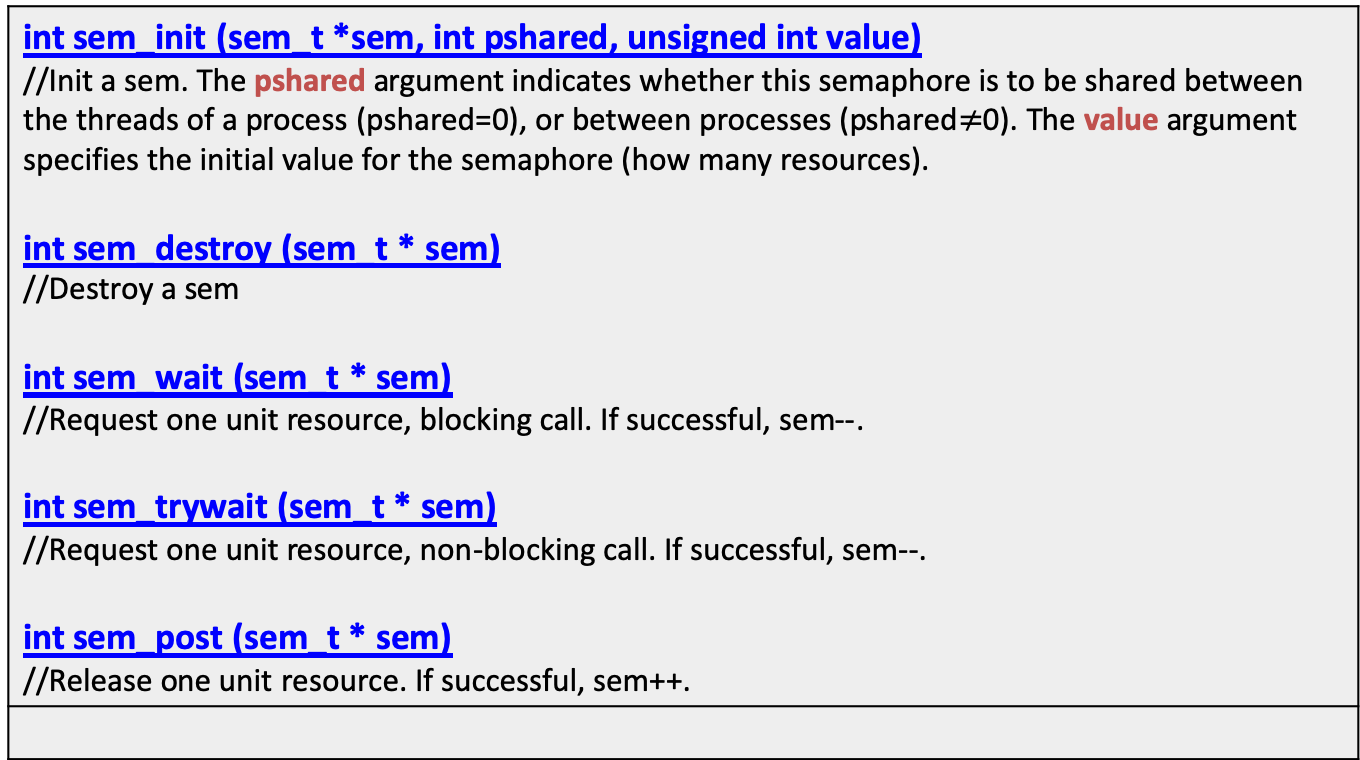 int sem_init (sem_t *sem, int pshared, unsigned int value)
//Init a sem. The pshared argument indicates whether this semaphore is to be shared between
the threads of a process (pshared=0), or between processes (pshared≠0). The value argument
specifies the initial value for the semaphore (how many resources).
int sem_destroy (sem_t * sem)
//Destroy a sem
int sem_wait (sem_t * sem)
//Request one unit resource, blocking call. If successful, sem--.
int sem_trywait (sem_t * sem)
//Request one unit resource, non-blocking call. If successful, sem--.
int sem_post (sem_t * sem)
//Release one unit resource. If successful, sem++.